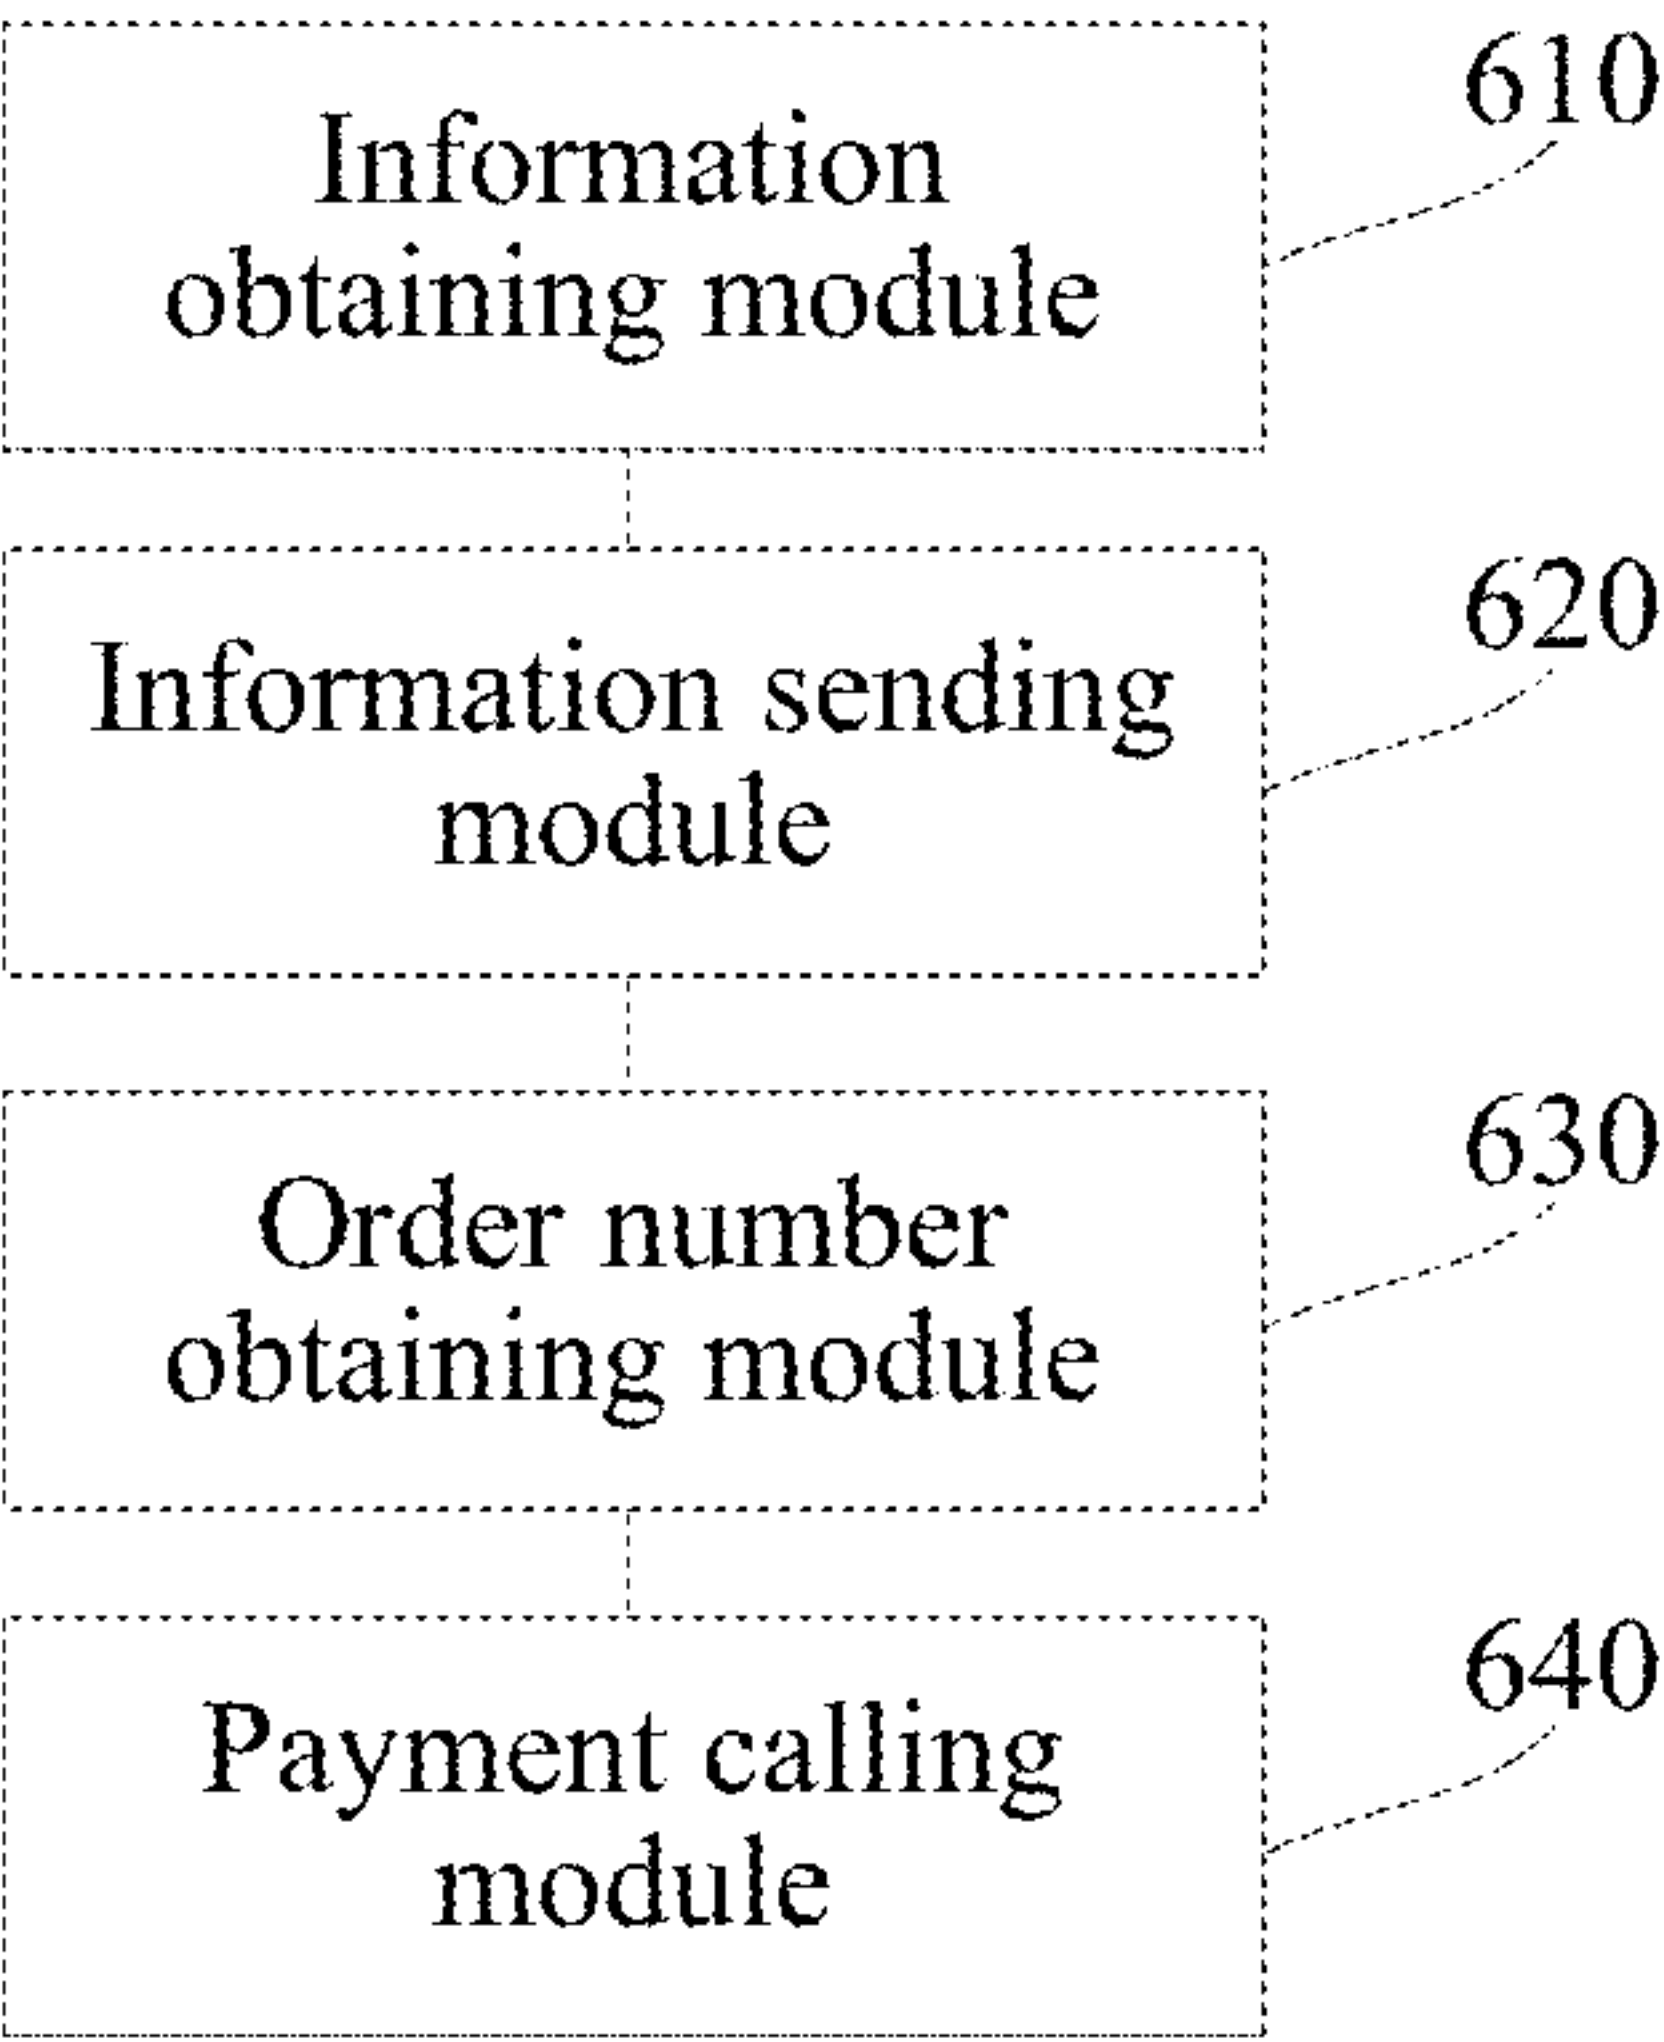 610
Information
obtaining module
620
Information sending
module
630
Order number
obtaining module
640
Payment calling
module